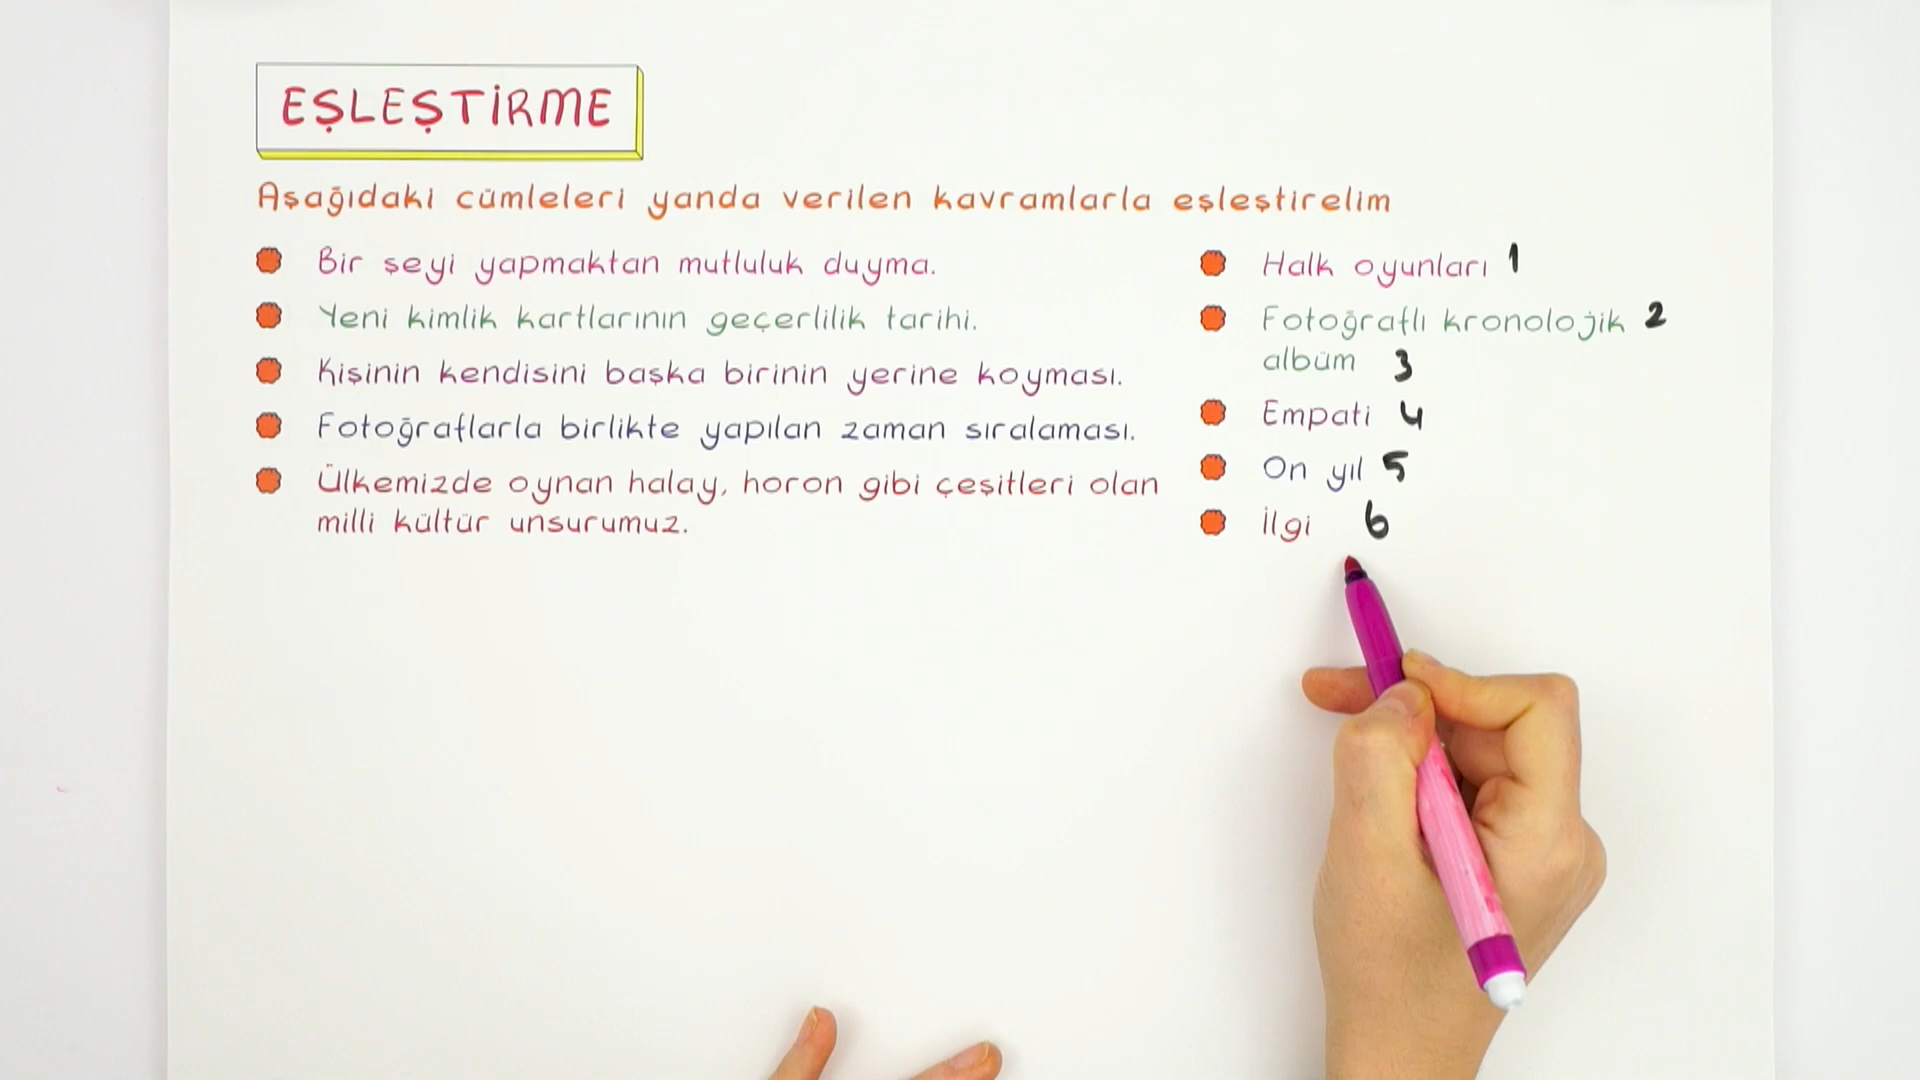 EŞLEŞTİRME
Aşağıdaki cümleleri yanda verilen kavramlarla eşleştirelim
Bir şeyi yapmaktan mutluluk duyma.
Yeni kimlik kartlarının geçerlilik tarihi.
Kişinin kendisini başka birinin yerine koyması.
Fotoğraflarla birlikte yapılan zaman sıralaması.
Ülkemizde oynan halay, horon gibi çeşitleri olan
milli kültür unsurumuz.
Halk oyunları 1
Fotoğraflı kronolojik 2
albüm 3
Empati 4
On yıl 5
İlgi 6